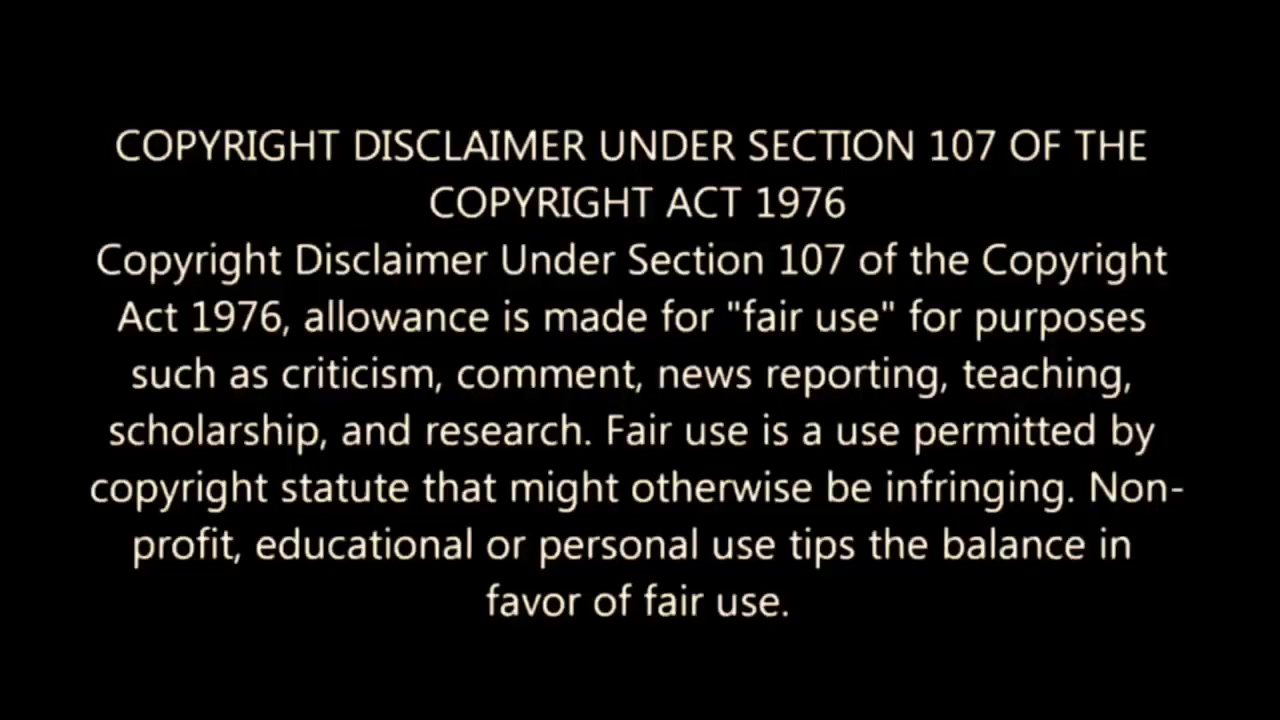 COPYRIGHT DISCLAIMER UNDER SECTION 107 OF THE
COPYRIGHT ACT 1976
Copyright Disclaimer Under Section 107 of the Copyright
Act 1976, allowance is made for "fair use" for purposes
such as criticism, comment, news reporting, teaching,
scholarship, and research. Fair use is a use permitted by
copyright statute that might otherwise be infringing. Non-
profit, educational or personal use tips the balance in
favor of fair use.